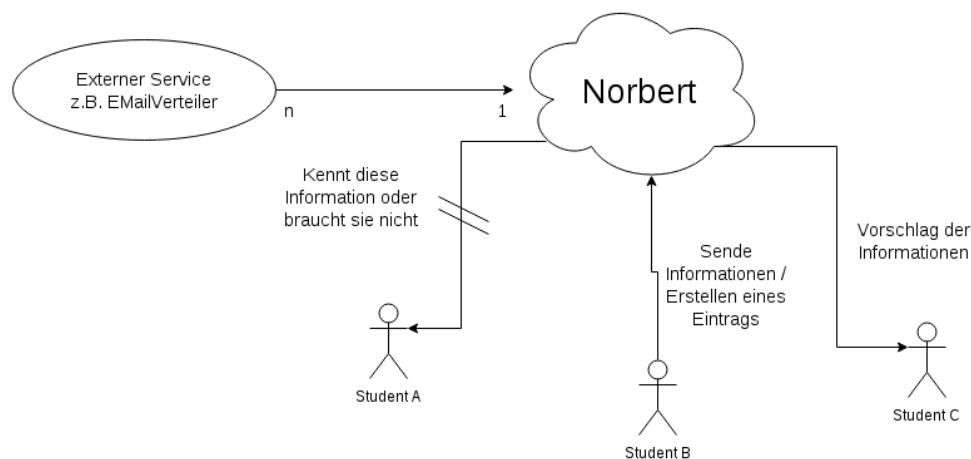 Externer Service
z.B. EMailVerteiler
n
1
Norbert
Kennt diese
Information oder
braucht sie nicht
Sende
Informationen /
Erstellen eines
Eintrags
Vorschlag der
Informationen
Student A
Student B
Student C